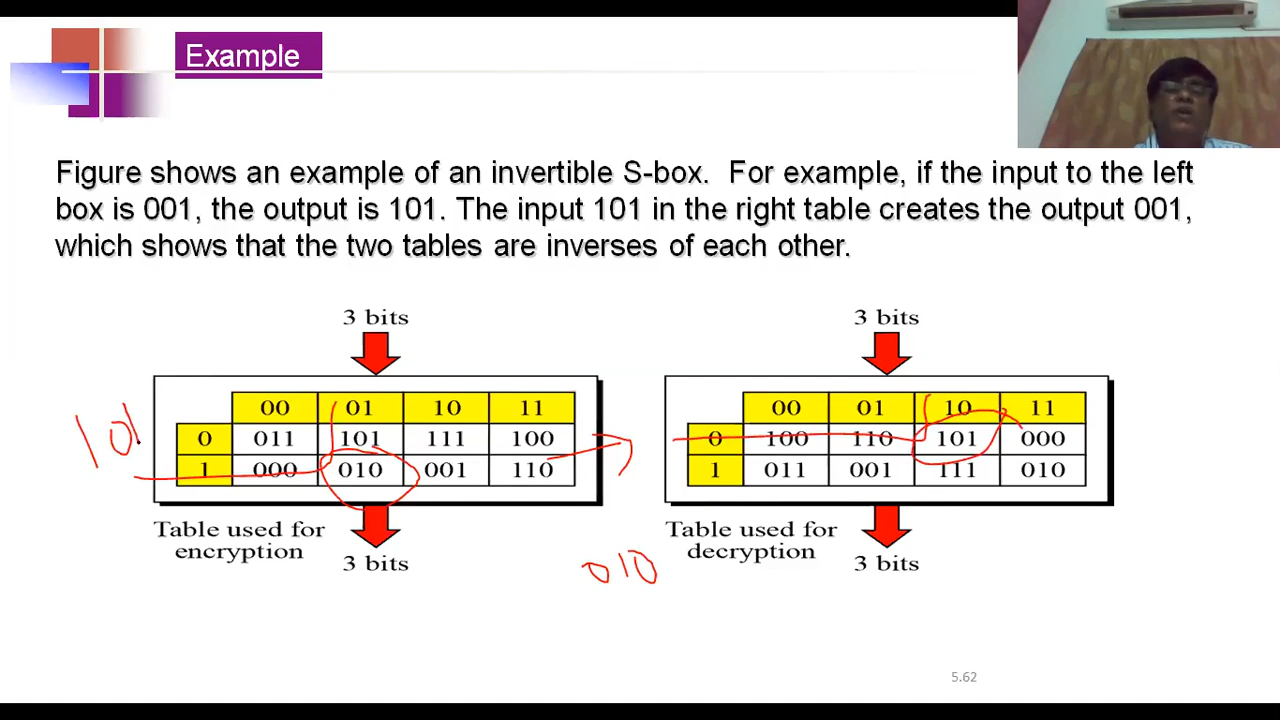 Example
Figure shows an example of an invertible S-box. For example, if the input to the left
box is 001, the output is 101. The input 101 in the right table creates the output 001,
which shows that the two tables are inverses of each other.
3 bits
00 01 10 11
0 011 101 111 100
1 000 010 001 110
Table used for
encryption
3 bits
101
010
3 bits
00 01 10 11
0 100 110 101 000
1 011 001 111 010
Table used for
decryption
3 bits
5.62